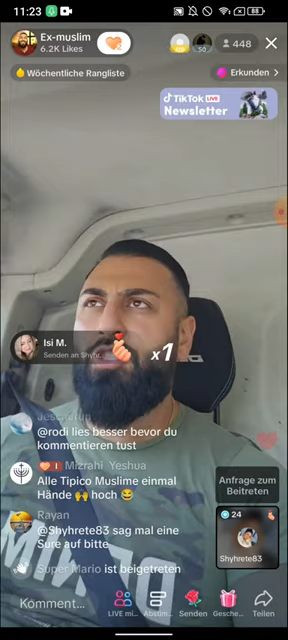 11:23
88
Ex-muslim
6.2K Likes
50
448
Wöchentliche Rangliste
Erkunden >
TikTok LIVE
Newsletter
Isi M.
Senden an Shyhr
x1
@rodi lies besser bevor du
kommentieren tust
Mizrahi Yeshua
Alle Tipico Muslime einmal
Hände 🙌 hoch 😂
Rayan
@Shyhrete83 sag mal eine
Sure auf bitte
Super Mario ist beigetreten
Anfrage zum
Beitreten
24
Shyhrete83
Komment...
LIVE mi...
Abstim...
Senden
Gesche...
Teilen